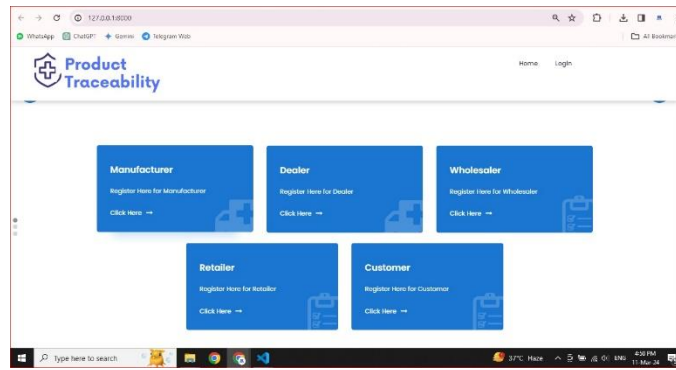 127.0.0.1:8000
WhatsApp ChatGPT Gemini Telegram Web All Bookmar
Product
Traceability
Home Login
Manufacturer
Register Here for Manufacturer
Click Here →
Dealer
Register Here for Dealer
Click Here →
Wholesaler
Register Here for Wholesaler
Click Here →
Retailer
Register Here for Retailer
Click Here →
Customer
Register Here for Customer
Click Here →
Type here to search
37°C Haze ENG
4:58 PM
11-Mar-24